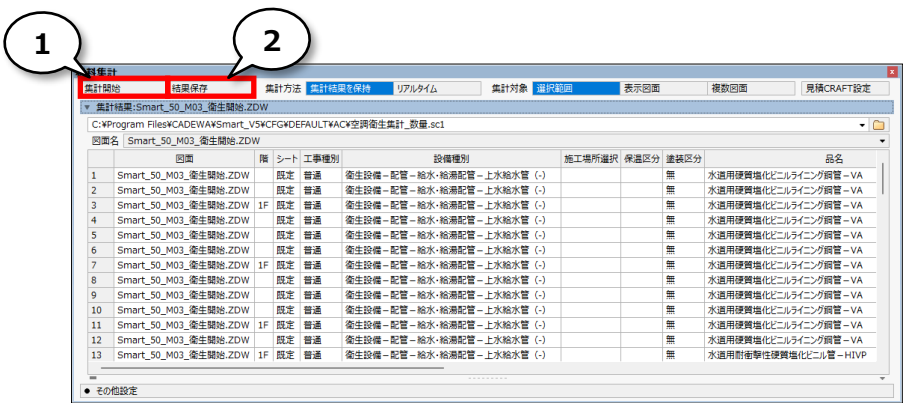 1
2
料集計
集計開始 結果保存 集計方法 集計結果を保持 リアルタイム 集計対象 選択範囲 表示図面 複数図面 見積CRAFT設定
集計結果:Smart_50_M03_衛生開始.ZDW
C:¥Program Files¥CADEWA¥Smart_V5¥CFG¥DEFAULT¥AC¥空調衛生集計_数量.sc1
図面名 Smart_50_M03_衛生開始.ZDW
図面 階 シート 工事種別 設備種別 施工場所選択 保温区分 塗装区分 品名
1 Smart_50_M03_衛生開始.ZDW 既定 普通 衛生設備－配管－給水・給湯配管－上水給水管 (-) 無 水道用硬質塩化ビニルライニング鋼管－VA
2 Smart_50_M03_衛生開始.ZDW 既定 普通 衛生設備－配管－給水・給湯配管－上水給水管 (-) 無 水道用硬質塩化ビニルライニング鋼管－VA
3 Smart_50_M03_衛生開始.ZDW 1F 既定 普通 衛生設備－配管－給水・給湯配管－上水給水管 (-) 無 水道用硬質塩化ビニルライニング鋼管－VA
4 Smart_50_M03_衛生開始.ZDW 既定 普通 衛生設備－配管－給水・給湯配管－上水給水管 (-) 無 水道用硬質塩化ビニルライニング鋼管－VA
5 Smart_50_M03_衛生開始.ZDW 既定 普通 衛生設備－配管－給水・給湯配管－上水給水管 (-) 無 水道用硬質塩化ビニルライニング鋼管－VA
6 Smart_50_M03_衛生開始.ZDW 既定 普通 衛生設備－配管－給水・給湯配管－上水給水管 (-) 無 水道用硬質塩化ビニルライニング鋼管－VA
7 Smart_50_M03_衛生開始.ZDW 1F 既定 普通 衛生設備－配管－給水・給湯配管－上水給水管 (-) 無 水道用硬質塩化ビニルライニング鋼管－VA
8 Smart_50_M03_衛生開始.ZDW 既定 普通 衛生設備－配管－給水・給湯配管－上水給水管 (-) 無 水道用硬質塩化ビニルライニング鋼管－VA
9 Smart_50_M03_衛生開始.ZDW 既定 普通 衛生設備－配管－給水・給湯配管－上水給水管 (-) 無 水道用硬質塩化ビニルライニング鋼管－VA
10 Smart_50_M03_衛生開始.ZDW 既定 普通 衛生設備－配管－給水・給湯配管－上水給水管 (-) 無 水道用硬質塩化ビニルライニング鋼管－VA
11 Smart_50_M03_衛生開始.ZDW 1F 既定 普通 衛生設備－配管－給水・給湯配管－上水給水管 (-) 無 水道用硬質塩化ビニルライニング鋼管－VA
12 Smart_50_M03_衛生開始.ZDW 既定 普通 衛生設備－配管－給水・給湯配管－上水給水管 (-) 無 水道用硬質塩化ビニルライニング鋼管－VA
13 Smart_50_M03_衛生開始.ZDW 1F 既定 普通 衛生設備－配管－給水・給湯配管－上水給水管 (-) 無 水道用耐衝撃性硬質塩化ビニル管－HIVP
その他設定